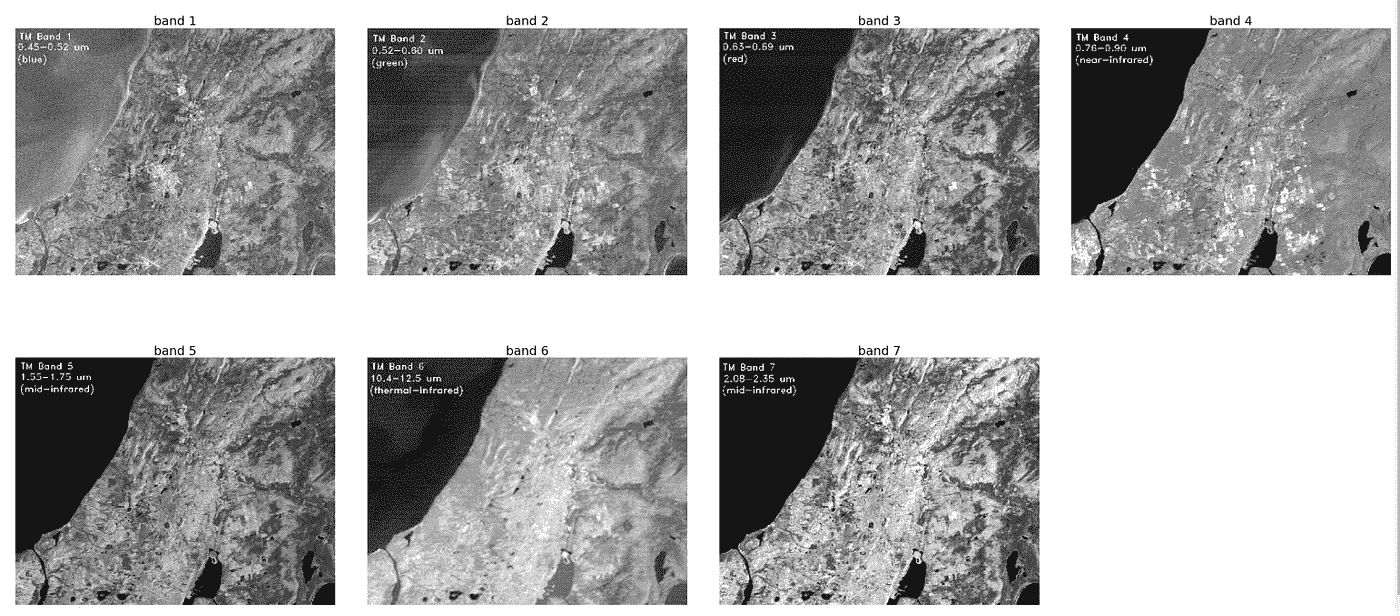 band 1
TM Band 1
0.45-0.52 um
(blue)
band 2
TM Band 2
0.52-0.60 um
(green)
band 3
TM Band 3
0.63-0.69 um
(red)
band 4
TM Band 4
0.76-0.90 um
(near-infrared)
band 5
TM Band 5
1.55-1.75 um
(mid-infrared)
band 6
TM Band 6
10.4-12.5 um
(thermal-infrared)
band 7
TM Band 7
2.08-2.35 um
(mid-infrared)